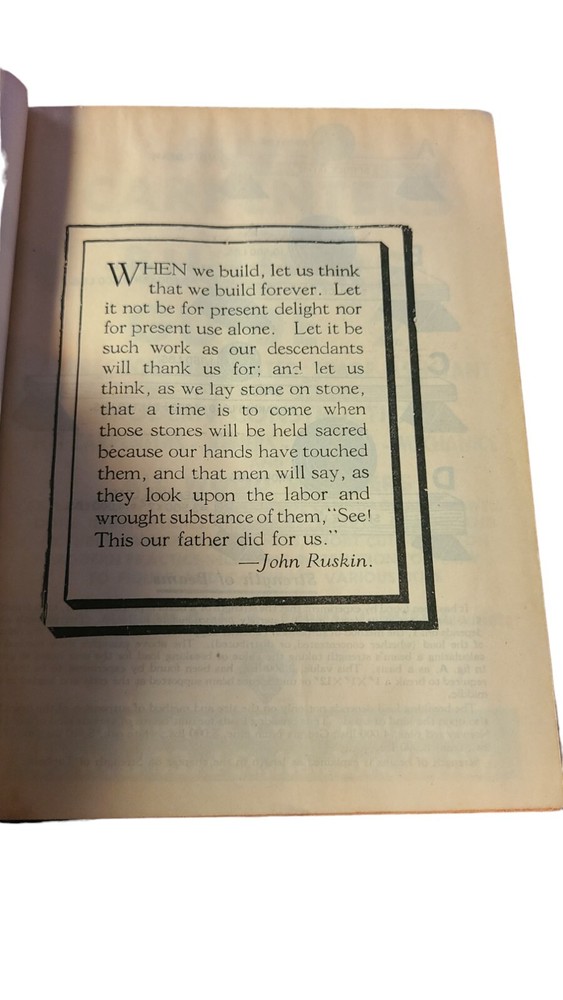 WHEN we build, let us think
that we build forever. Let
it not be for present delight nor
for present use alone. Let it be
such work as our descendants
will thank us for; and let us
think, as we lay stone on stone,
that a time is to come when
those stones will be held sacred
because our hands have touched
them, and that men will say, as
they look upon the labor and
wrought substance of them, "See!
This our father did for us."
—John Ruskin.
Strength of Beams